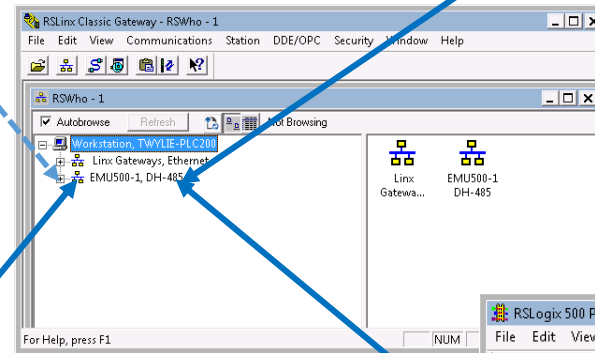 RSLinx Classic Gateway - RSWho - 1
File Edit View Communications Station DDE/OPC Security Window Help
RSWho - 1
Autobrowse Refresh Not Browsing
Workstation, TWYLIE-PLC200
Linx Gateways, Ethernet
EMU500-1, DH-485
Linx Gatewa...
EMU500-1 DH-485
For Help, press F1 NUM
RSLogix 500 P
File Edit View